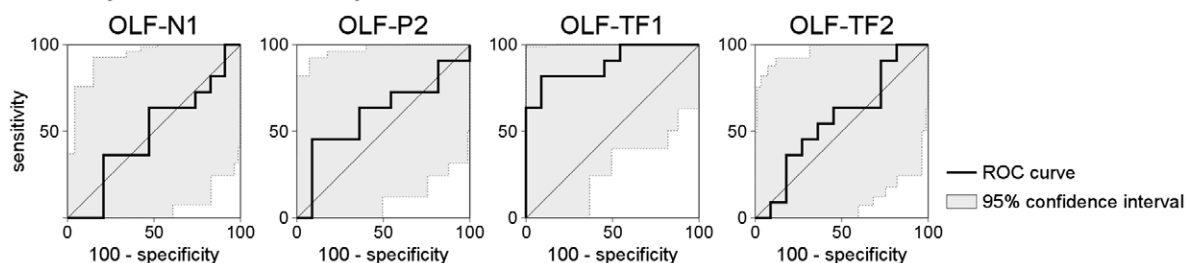 OLF-N1 OLF-P2 OLF-TF1 OLF-TF2
100 100 100 100
sensitivity
50 50 50 50
0 0 0 0
0 50 100 0 50 100 0 50 100 0 50 100
100 - specificity 100 - specificity 100 - specificity 100 - specificity
ROC curve
95% confidence interval